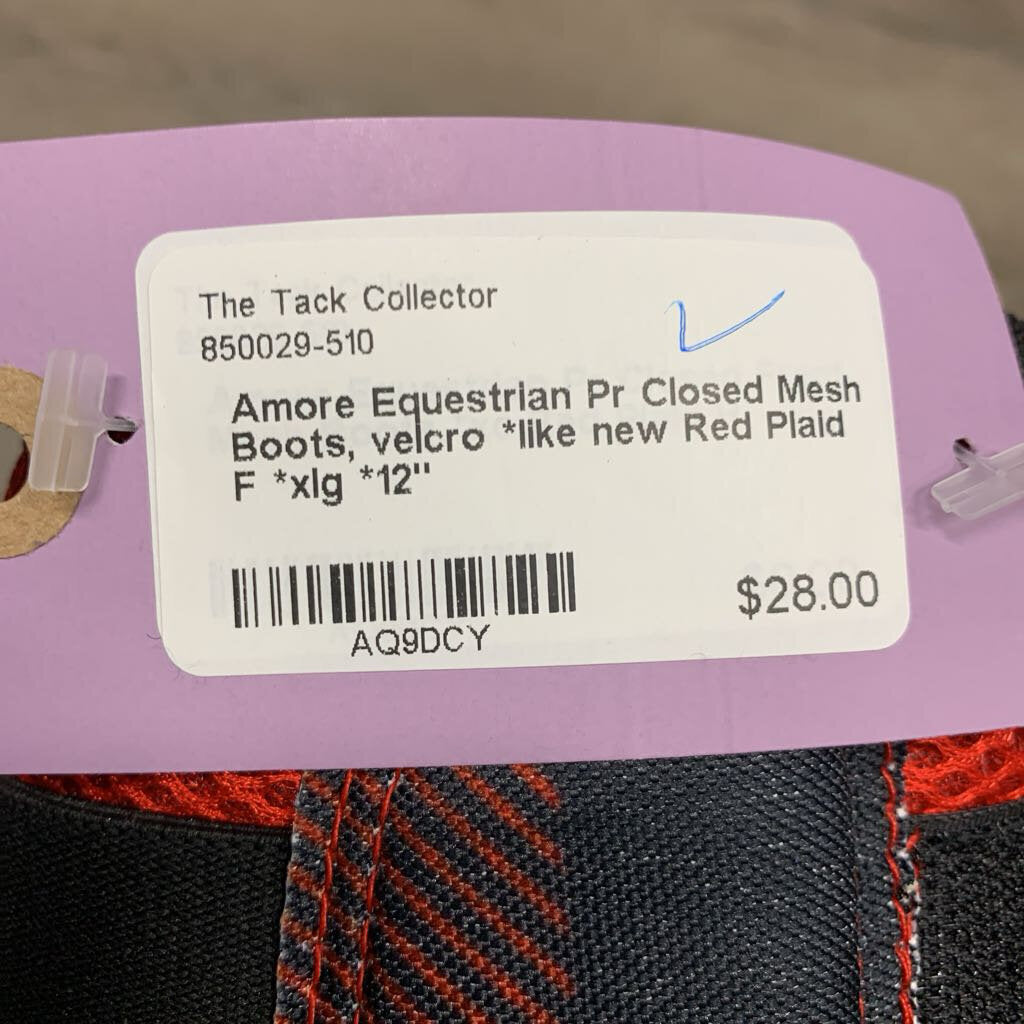 The Tack Collector
850029-510
Amore Equestrian Pr Closed Mesh
Boots, velcro *like new Red Plaid
F *xlg *12"
AQ9DCY
$28.00